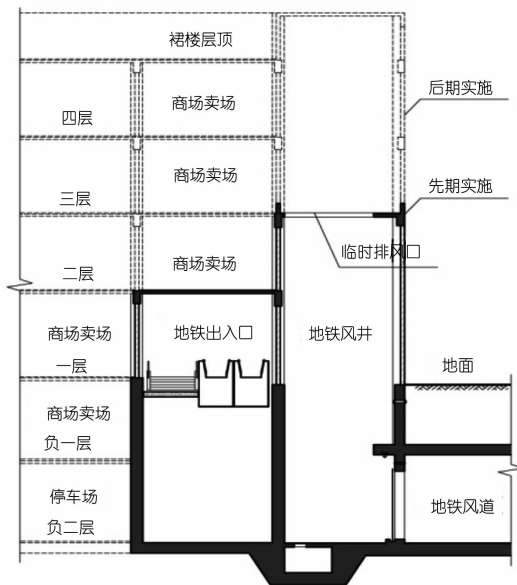 裙楼层顶
后期实施
商场卖场
四层
商场卖场
先期实施
三层
临时排风口
商场卖场
二层
商场卖场
地铁出入口
地铁风井
地面
一层
商场卖场
负一层
停车场
地铁风道
负二层